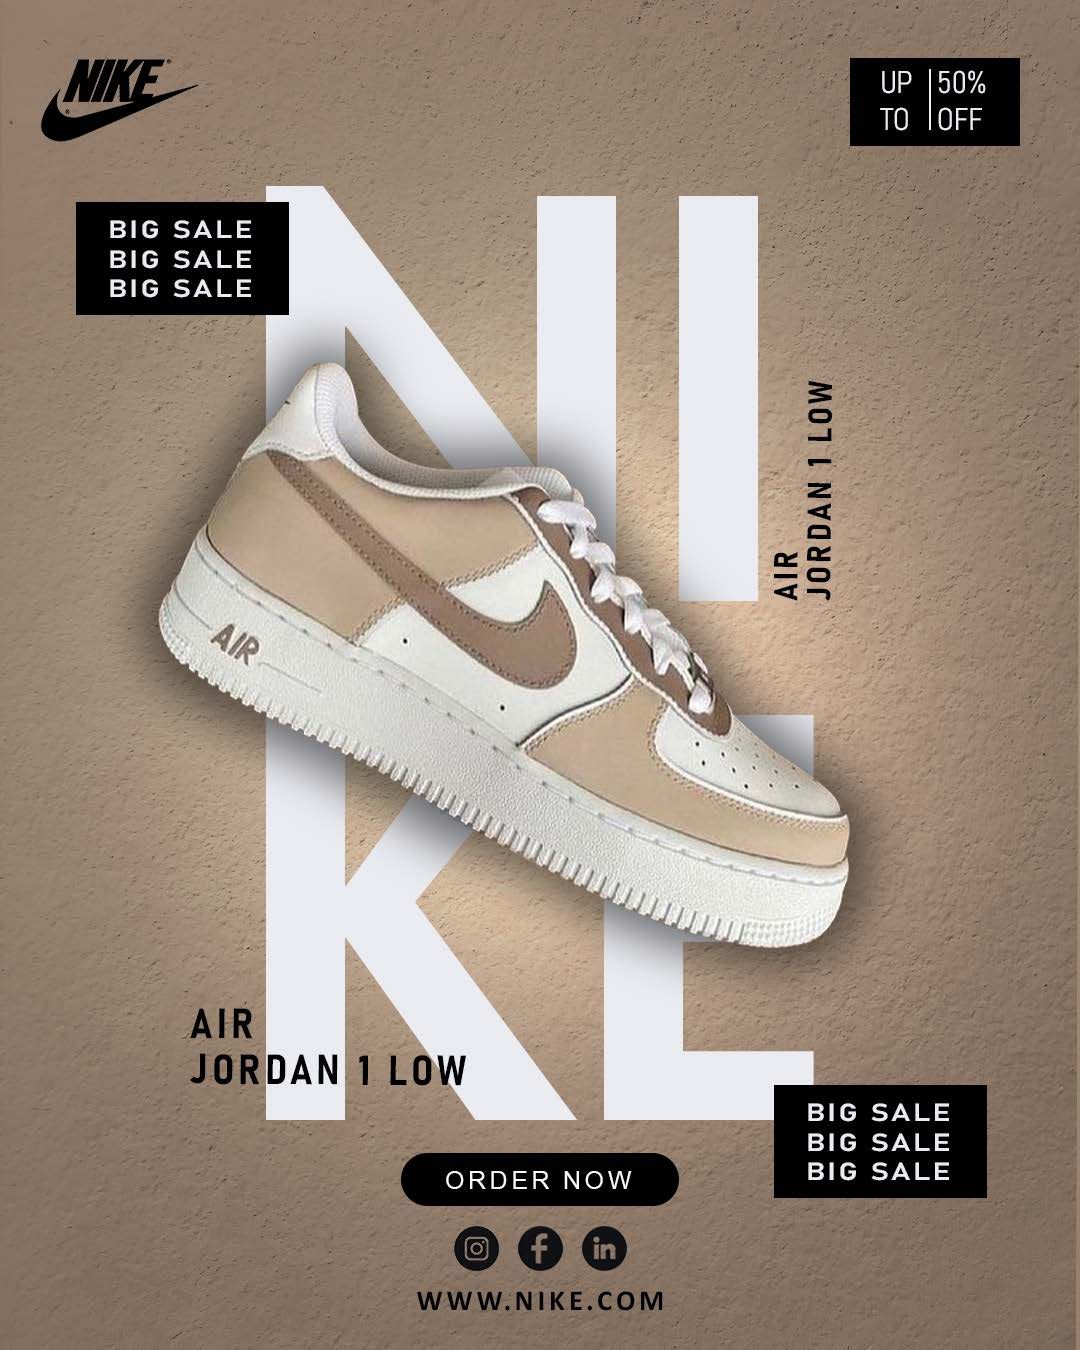 NIKE
UP TO
50% OFF
BIG SALE
BIG SALE
BIG SALE
NI
KE
AIR
JORDAN 1 LOW
AIR
AIR
JORDAN 1 LOW
BIG SALE
BIG SALE
BIG SALE
ORDER NOW
WWW.NIKE.COM